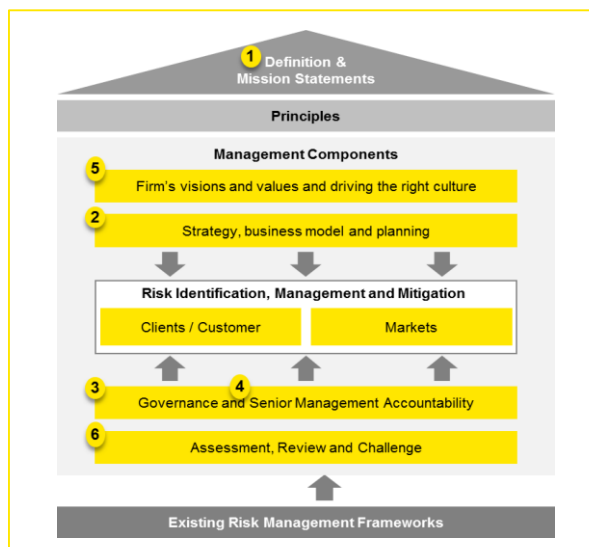 1
Definition &
Mission Statements
Principles
Management Components
5
Firm's visions and values and driving the right culture
2
Strategy, business model and planning
Risk Identification, Management and Mitigation
Clients / Customer
Markets
3
4
Governance and Senior Management Accountability
6
Assessment, Review and Challenge
Existing Risk Management Frameworks